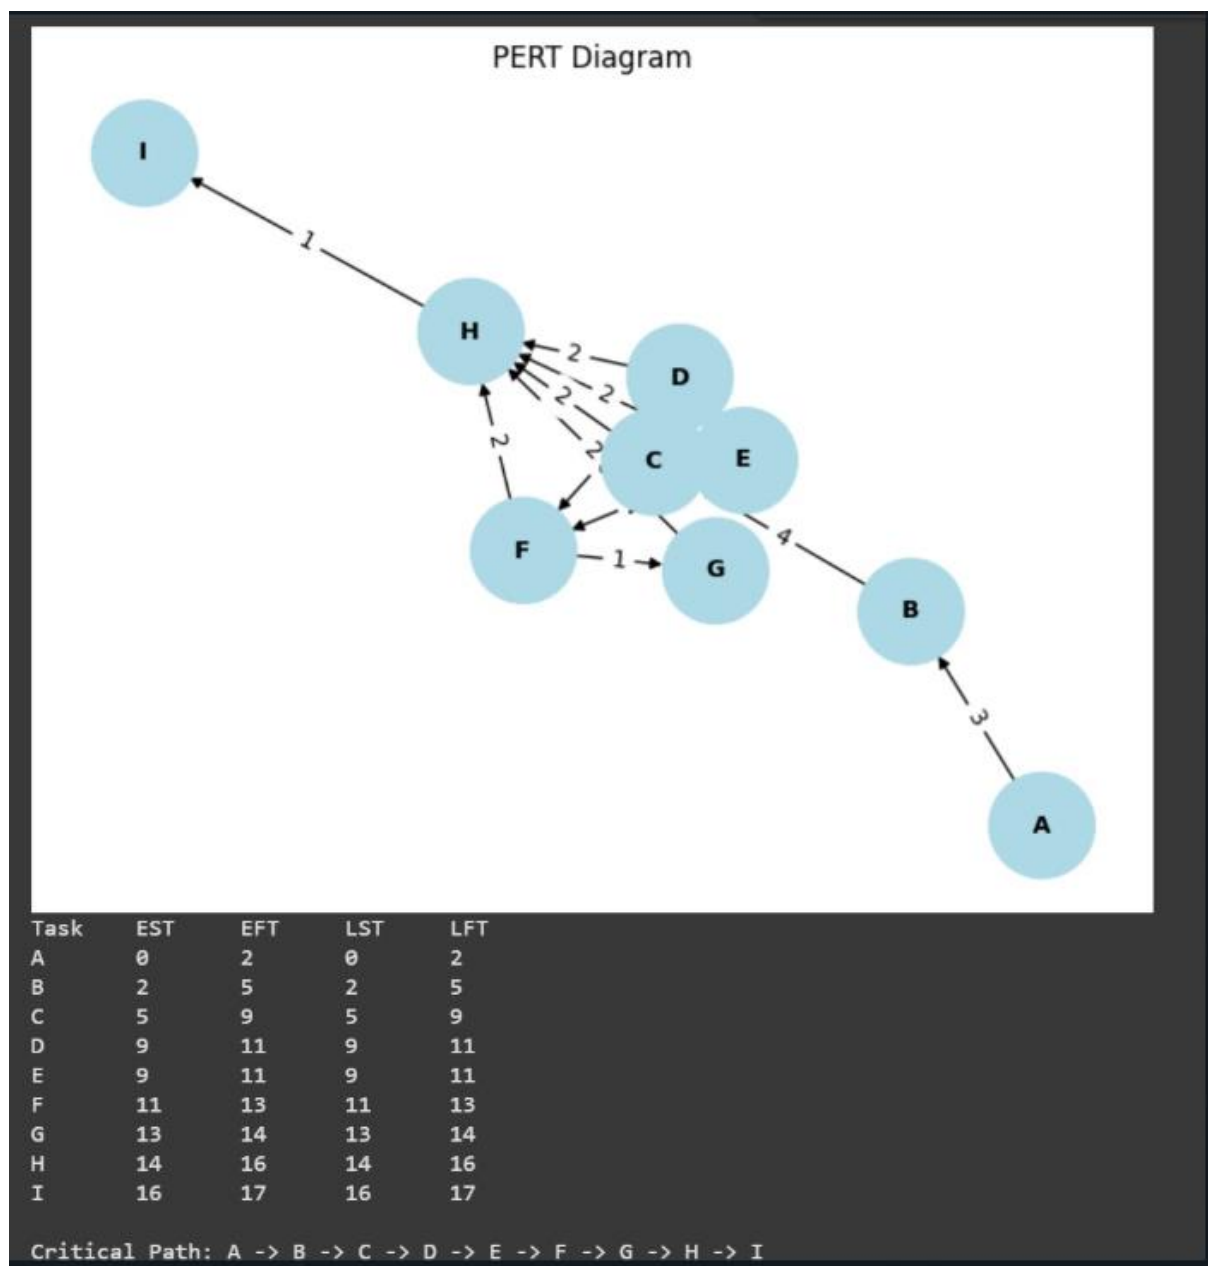 PERT Diagram
I
1
H
2
D
2
2
2
2
C
E
F
1
G
4
B
3
A
Task EST EFT LST LFT
A 0 2 0 2
B 2 5 2 5
C 5 9 5 9
D 9 11 9 11
E 9 11 9 11
F 11 13 11 13
G 13 14 13 14
H 14 16 14 16
I 16 17 16 17
Critical Path: A -> B -> C -> D -> E -> F -> G -> H -> I